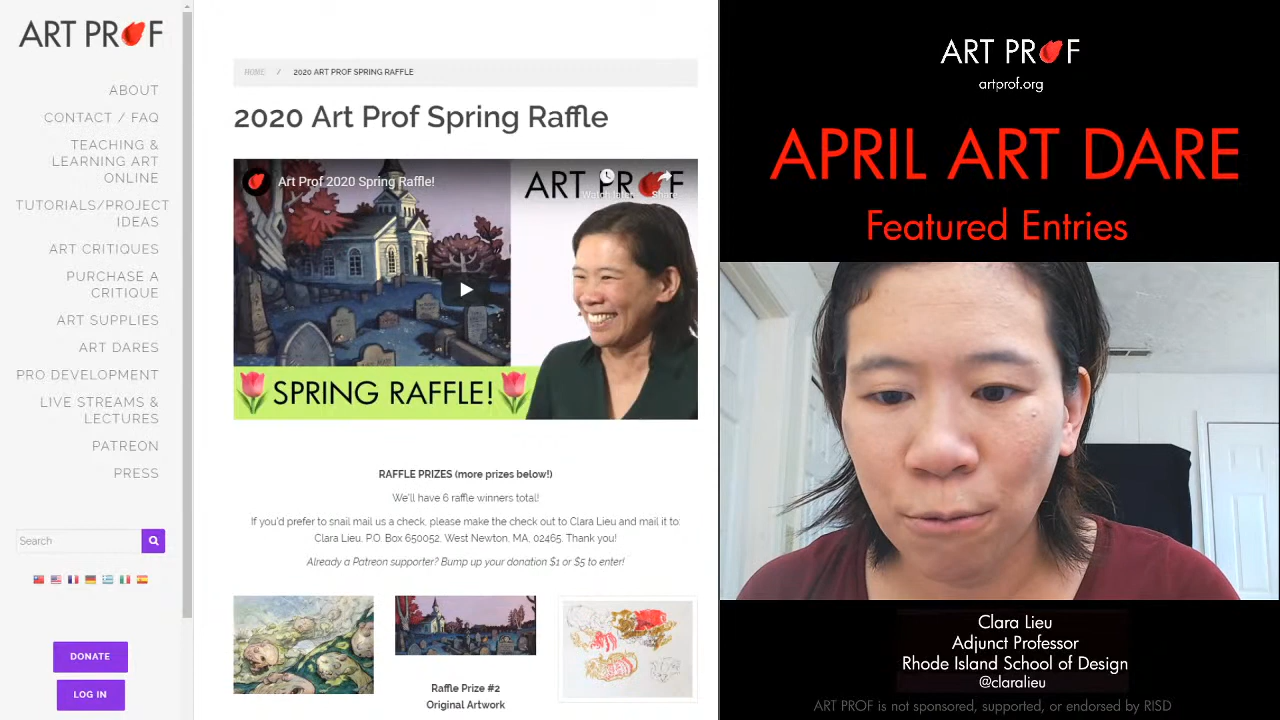 ART PROF
ABOUT
CONTACT / FAQ
TEACHING &
LEARNING ART
ONLINE
TUTORIALS/PROJECT
IDEAS
ART CRITIQUES
PURCHASE A
CRITIQUE
ART SUPPLIES
ART DARES
PRO DEVELOPMENT
LIVE STREAMS &
LECTURES
PATREON
PRESS
Search
DONATE
LOG IN
HOME / 2020 ART PROF SPRING RAFFLE
2020 Art Prof Spring Raffle
Art Prof 2020 Spring Raffle!
ART PROF
Watch later
Share
SPRING RAFFLE!
RAFFLE PRIZES (more prizes below!)
We'll have 6 raffle winners total!
If you'd prefer to snail mail us a check, please make the check out to Clara Lieu and mail it to:
Clara Lieu, P.O. Box 650052, West Newton, MA, 02465. Thank you!
Already a Patreon supporter? Bump up your donation $1 or $5 to enter!
Raffle Prize #2
Original Artwork
ART PROF
artprof.org
APRIL ART DARE
Featured Entries
Clara Lieu
Adjunct Professor
Rhode Island School of Design
@claralieu
ART PROF is not sponsored, supported, or endorsed by RISD